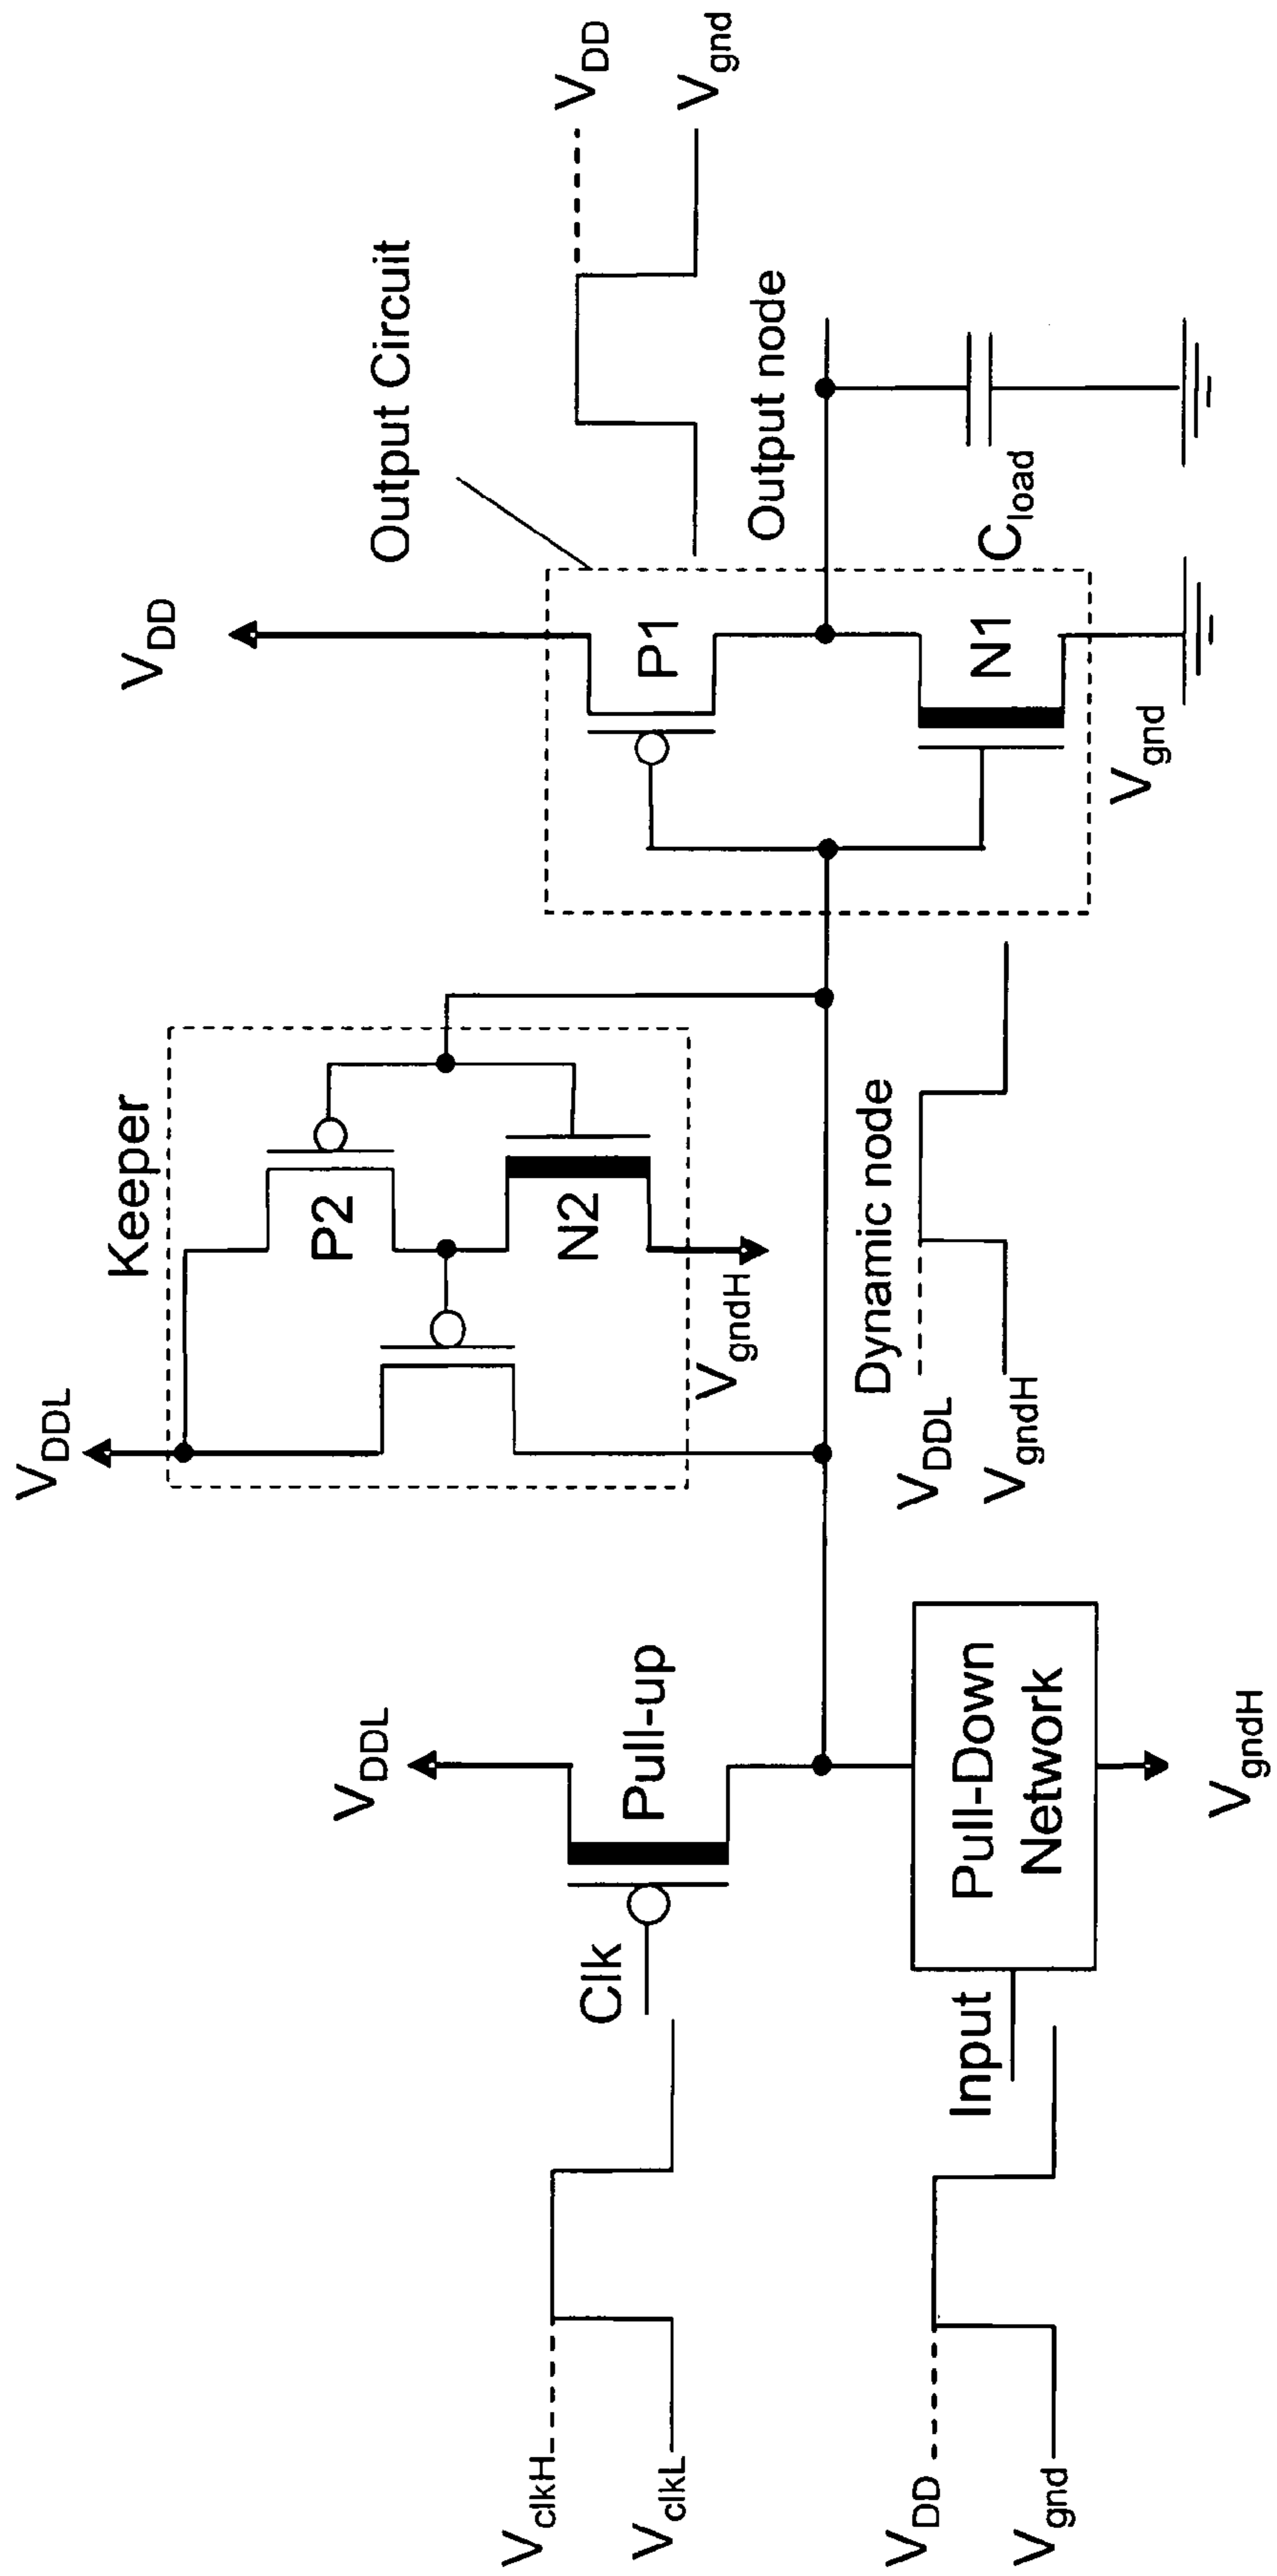 V_DDL
Keeper
P2
N2
V_gndH
V_DD
Output Circuit
P1
N1
V_gnd
V_DD
V_gnd
Output node
C_load
V_DDL
Pull-up
Clk
V_clkH
V_clkL
Dynamic node
V_DDL
V_gndH
Input
Pull-Down
Network
V_gndH
V_DD
V_gnd